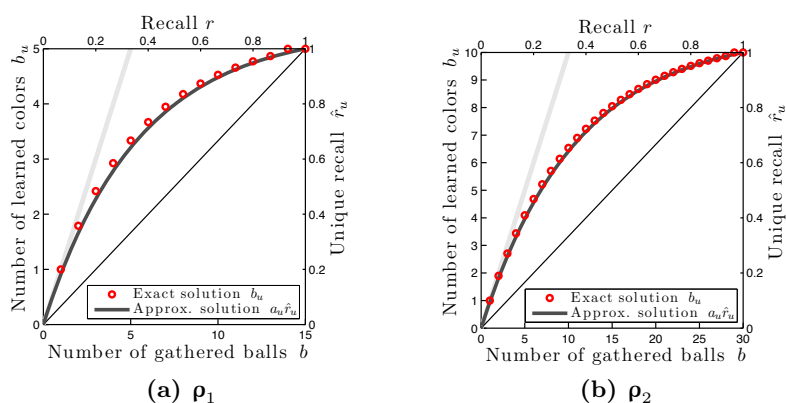 Recall r
0 0.2 0.4 0.6 0.8 1
Number of learned colors b_u
5
4
3
2
1
0
1
0.8
0.6
0.4
0.2
0
Unique recall r̂_u
Exact solution b_u
Approx. solution a_u r̂_u
0 5 10 15
Number of gathered balls b
(a) ρ₁
Recall r
0 0.2 0.4 0.6 0.8 1
Number of learned colors b_u
10
9
8
7
6
5
4
3
2
1
0
1
0.8
0.6
0.4
0.2
0
Unique recall r̂_u
Exact solution b_u
Approx. solution a_u r̂_u
0 5 10 15 20 25 30
Number of gathered balls b
(b) ρ₂